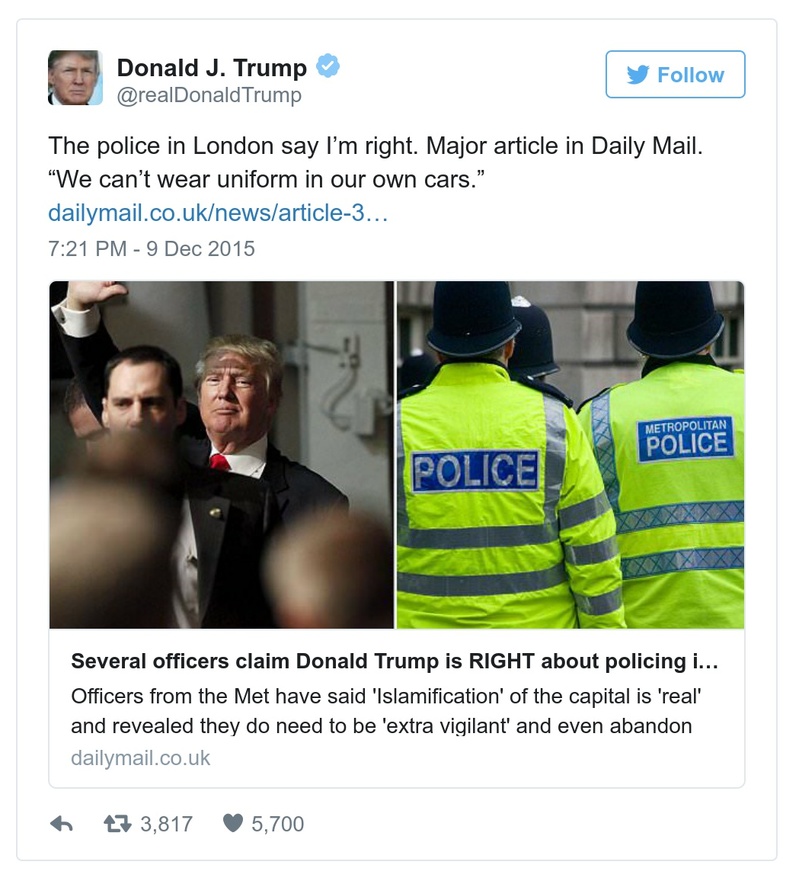 Donald J. Trump
@realDonaldTrump
Follow
The police in London say I’m right. Major article in Daily Mail.
“We can’t wear uniform in our own cars.”
dailymail.co.uk/news/article-3…
7:21 PM - 9 Dec 2015
POLICE
METROPOLITAN
POLICE
Several officers claim Donald Trump is RIGHT about policing i…
Officers from the Met have said 'Islamification' of the capital is 'real'
and revealed they do need to be 'extra vigilant' and even abandon
dailymail.co.uk
3,817 5,700